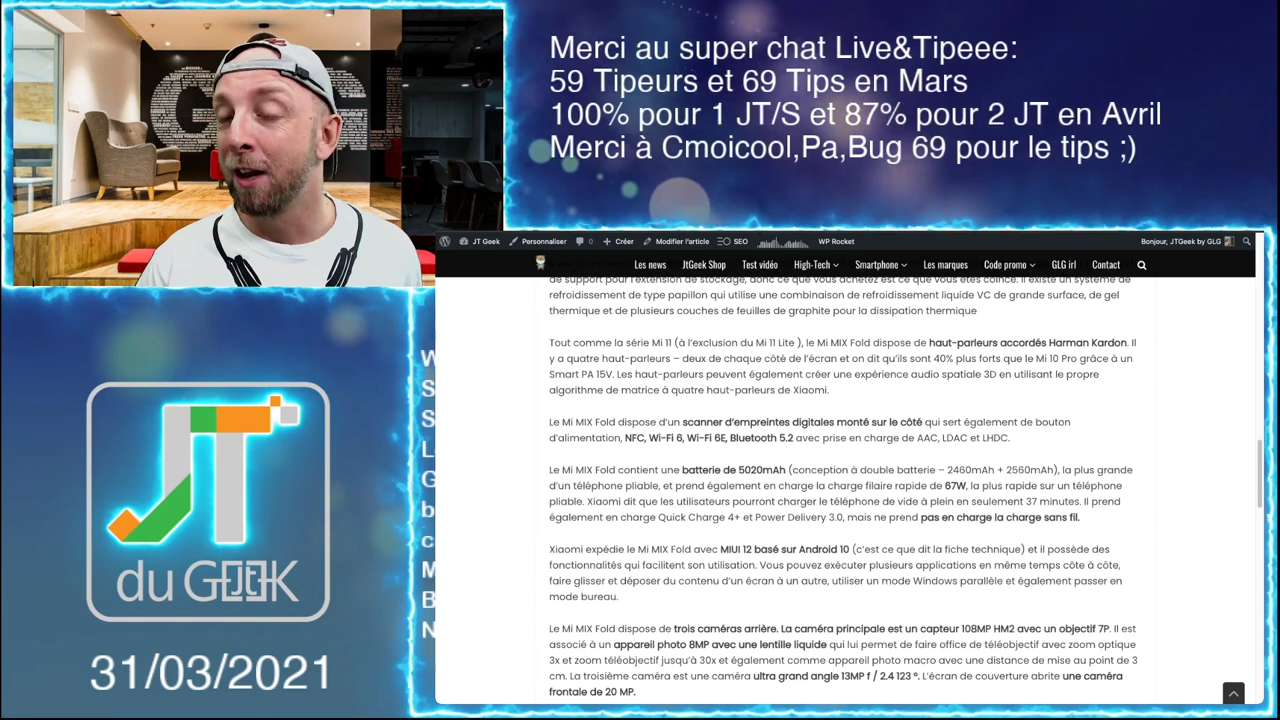 Merci au super chat Live&Tipeee:
59 Tipeurs et 69 Tips en Mars
100% pour 1 JT/S et 87% pour 2 JT en Avril
Merci a Cmoicool,Pa,Bug 69 pour le tips ;)
JT Geek Personnaliser 0 Créer Modifier l'article SEO WP Rocket Bonjour, JTGeek by GLG
Les news JtGeek Shop Test vidéo High-Tech Smartphone Les marques Code promo GLG irl Contact
de support pour l'extension de stockage, donc ce que vous achetez est ce que vous êtes coincé. Il existe un système de
refroidissement de type papillon qui utilise une combinaison de refroidissement liquide VC de grande surface, de gel
thermique et de plusieurs couches de feuilles de graphite pour la dissipation thermique
Tout comme la série Mi 11 (à l'exclusion du Mi 11 Lite ), le Mi MIX Fold dispose de haut-parleurs accordés Harman Kardon. Il
y a quatre haut-parleurs – deux de chaque côté de l'écran et on dit qu'ils sont 40% plus forts que le Mi 10 Pro grâce à un
Smart PA 15V. Les haut-parleurs peuvent également créer une expérience audio spatiale 3D en utilisant le propre
algorithme de matrice à quatre haut-parleurs de Xiaomi.
Le Mi MIX Fold dispose d'un scanner d'empreintes digitales monté sur le côté qui sert également de bouton
d'alimentation, NFC, Wi-Fi 6, Wi-Fi 6E, Bluetooth 5.2 avec prise en charge de AAC, LDAC et LHDC.
Le Mi MIX Fold contient une batterie de 5020mAh (conception à double batterie – 2460mAh + 2560mAh), la plus grande
d'un téléphone pliable, et prend également en charge la charge filaire rapide de 67W, la plus rapide sur un téléphone
pliable. Xiaomi dit que les utilisateurs pourront charger le téléphone de vide à plein en seulement 37 minutes. Il prend
également en charge Quick Charge 4+ et Power Delivery 3.0, mais ne prend pas en charge la charge sans fil.
Xiaomi expédie le Mi MIX Fold avec MIUI 12 basé sur Android 10 (c'est ce que dit la fiche technique) et il possède des
fonctionnalités qui facilitent son utilisation. Vous pouvez exécuter plusieurs applications en même temps côte à côte,
faire glisser et déposer du contenu d'un écran à un autre, utiliser un mode Windows parallèle et également passer en
mode bureau.
Le Mi MIX Fold dispose de trois caméras arrière. La caméra principale est un capteur 108MP HM2 avec un objectif 7P. Il est
associé à un appareil photo 8MP avec une lentille liquide qui lui permet de faire office de téléobjectif avec zoom optique
3x et zoom téléobjectif jusqu'à 30x et également comme appareil photo macro avec une distance de mise au point de 3
cm. La troisième caméra est une caméra ultra grand angle 13MP f / 2.4 123 °. L'écran de couverture abrite une caméra
frontale de 20 MP.
JT
du GEEK
31/03/2021